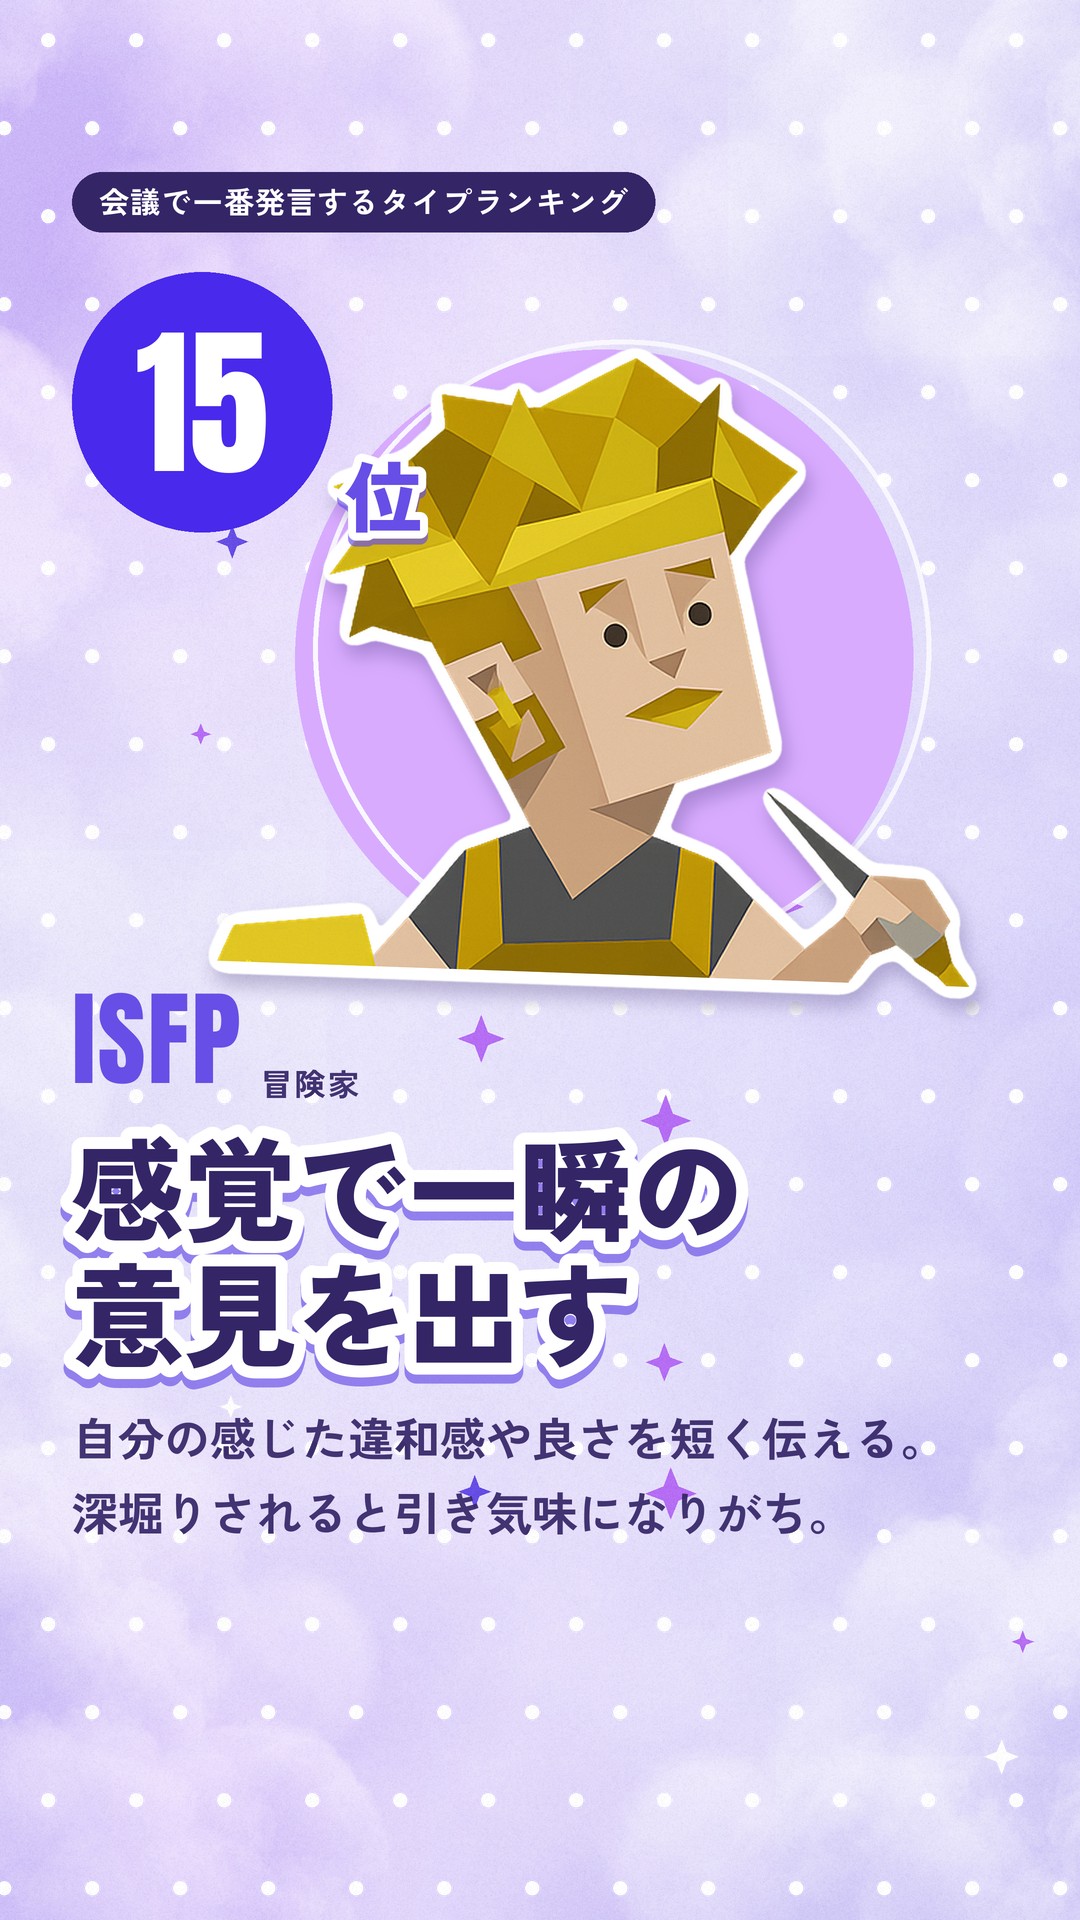 会議で一番発言するタイプランキング
15位
ISFP 冒険家
感覚で一瞬の
意見を出す
自分の感じた違和感や良さを短く伝える。
深堀りされると引き気味になりがち。